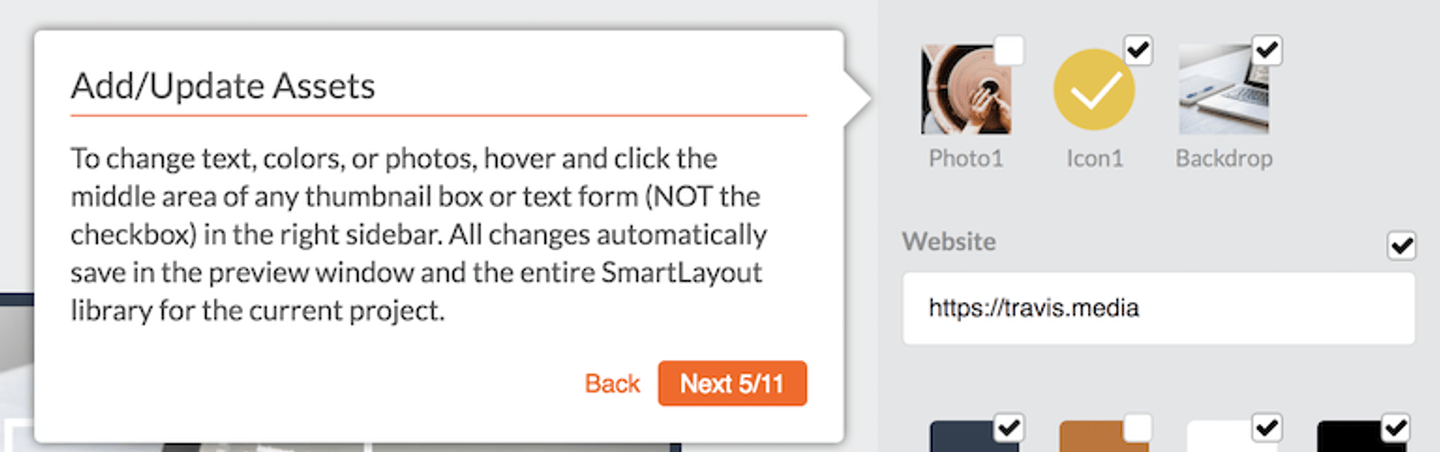 Add/Update Assets
To change text, colors, or photos, hover and click the
middle area of any thumbnail box or text form (NOT the
checkbox) in the right sidebar. All changes automatically
save in the preview window and the entire SmartLayout
library for the current project.
Back
Next 5/11
Photo1
Icon1
Backdrop
Website
https://travis.media